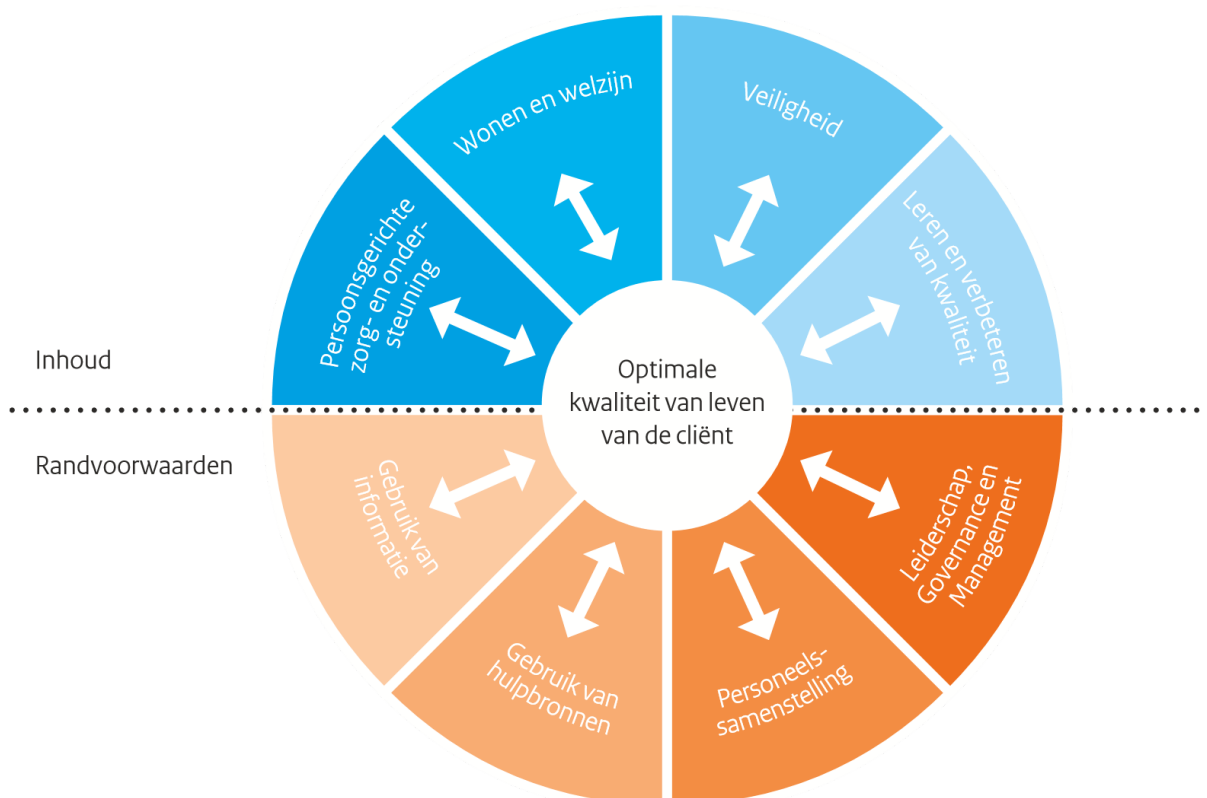 Wonen en welzijn
Veiligheid
Persoonsgerichte
zorg- en onder-
steuning
Leren en verbeteren
van kwaliteit
Inhoud
Optimale
kwaliteit van leven
van de cliënt
Randvoorwaarden
Gebruik van
informatie
Leiderschap,
Governance en
Management
Gebruik van
hulpbronnen
Personeels-
samenstelling